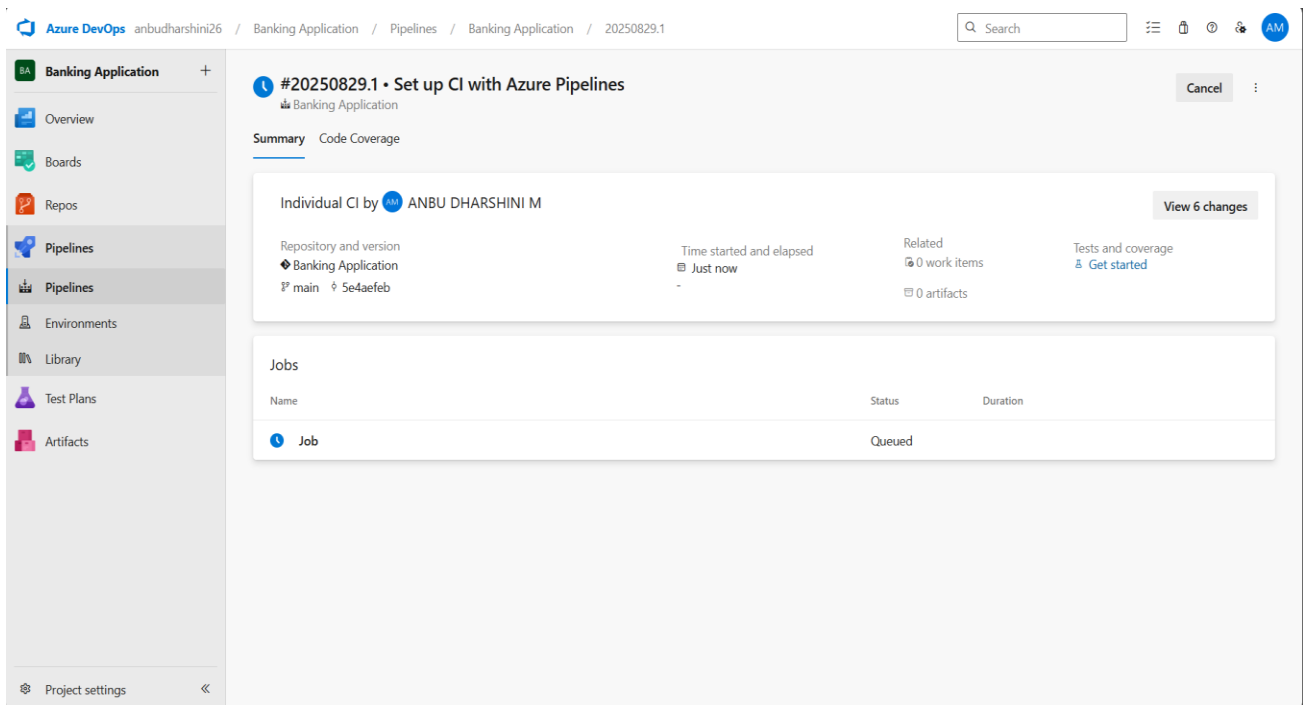 Azure DevOps anbudharshini26 / Banking Application / Pipelines / Banking Application / 20250829.1
Search
AM
BA Banking Application +
Overview
Boards
Repos
Pipelines
Pipelines
Environments
Library
Test Plans
Artifacts
Project settings
#20250829.1 • Set up CI with Azure Pipelines
Banking Application
Cancel
Summary Code Coverage
Individual CI by AM ANBU DHARSHINI M
View 6 changes
Repository and version
Banking Application
main 5e4aefeb
Time started and elapsed
Just now
-
Related
0 work items
0 artifacts
Tests and coverage
Get started
Jobs
Name Status Duration
Job Queued